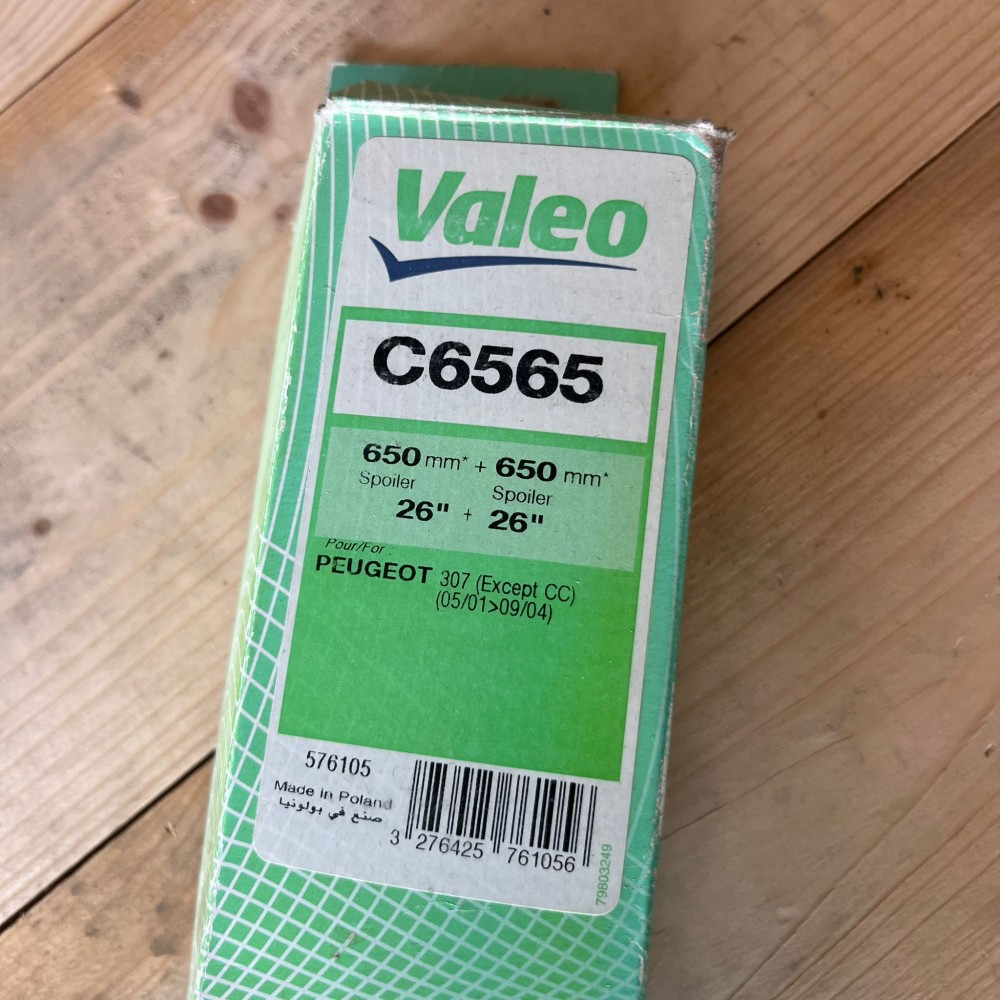 Valeo
C6565
650 mm* + 650 mm*
Spoiler Spoiler
26" + 26"
Pour/For :
PEUGEOT 307 (Except CC)
(05/01>09/04)
576105
Made in Poland
صنع في بولونيا
3 276425 761056
79803249